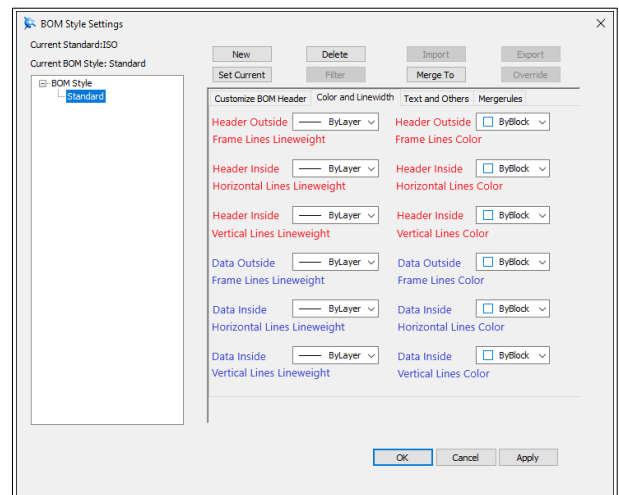 BOM Style Settings
Current Standard:ISO
Current BOM Style: Standard
New Delete Import Export
Set Current Filter Merge To Override
BOM Style
Standard
Customize BOM Header Color and Linewidth Text and Others Mergerules
Header Outside ByLayer Header Outside ByBlock
Frame Lines Lineweight Frame Lines Color
Header Inside ByLayer Header Inside ByBlock
Horizontal Lines Lineweight Horizontal Lines Color
Header Inside ByLayer Header Inside ByBlock
Vertical Lines Lineweight Vertical Lines Color
Data Outside ByLayer Data Outside ByBlock
Frame Lines Lineweight Frame Lines Color
Data Inside ByLayer Data Inside ByBlock
Horizontal Lines Lineweight Horizontal Lines Color
Data Inside ByLayer Data Inside ByBlock
Vertical Lines Lineweight Vertical Lines Color
OK Cancel Apply